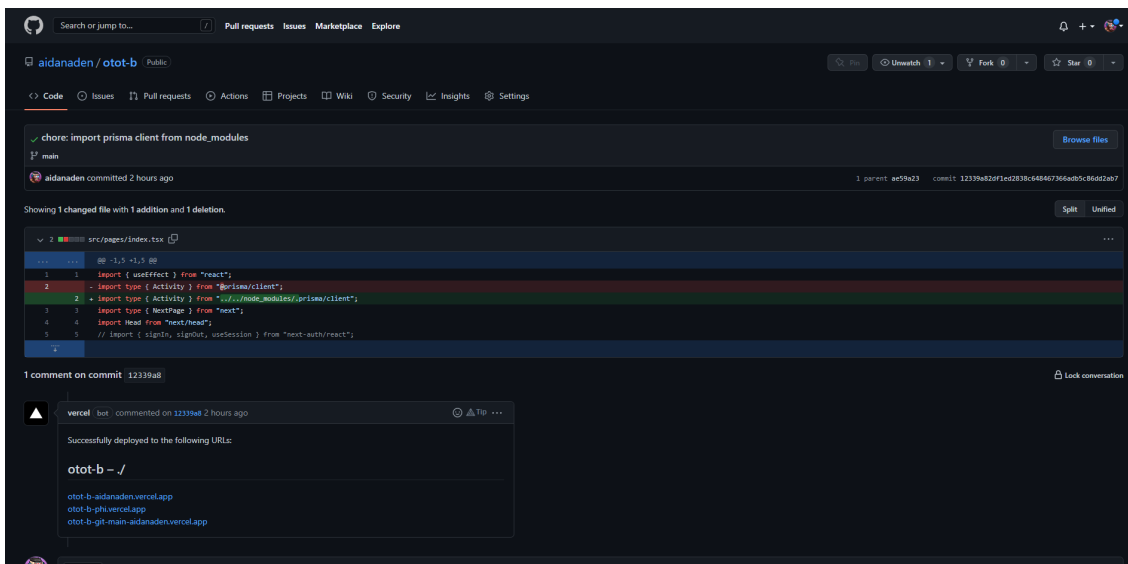 Search or jump to... /
Pull requests Issues Marketplace Explore
aidanaden / otot-b Public
Pin Unwatch 1 Fork 0 Star 0
Code Issues Pull requests Actions Projects Wiki Security Insights Settings
chore: import prisma client from node_modules
Browse files
main
aidanaden committed 2 hours ago
1 parent ae59a23 commit 12339a82df1ed2838c648467366adb5c86dd2ab7
Showing 1 changed file with 1 addition and 1 deletion.
Split Unified
2 src/pages/index.tsx ...
... ... @@ -1,5 +1,5 @@
1 1 import { useEffect } from "react";
2 - import type { Activity } from "@prisma/client";
2 + import type { Activity } from "../../node_modules/.prisma/client";
3 3 import type { NextPage } from "next";
4 4 import Head from "next/head";
5 5 // import { signIn, signOut, useSession } from "next-auth/react";
1 comment on commit 12339a8
Lock conversation
vercel bot commented on 12339a8 2 hours ago
Tip ...
Successfully deployed to the following URLs:
otot-b – ./
otot-b-aidanaden.vercel.app
otot-b-phi.vercel.app
otot-b-git-main-aidanaden.vercel.app